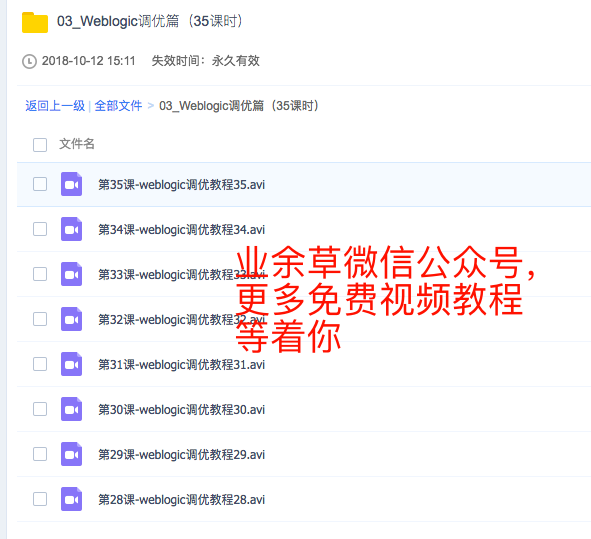 03_Weblogic调优篇（35课时）
2018-10-12 15:11 失效时间：永久有效
返回上一级 | 全部文件 > 03_Weblogic调优篇（35课时）
文件名
第35课-weblogic调优教程35.avi
第34课-weblogic调优教程34.avi
第33课-weblogic调优教程33.avi
第32课-weblogic调优教程32.avi
第31课-weblogic调优教程31.avi
第30课-weblogic调优教程30.avi
第29课-weblogic调优教程29.avi
第28课-weblogic调优教程28.avi
业余草微信公众号，
更多免费视频教程
等着你